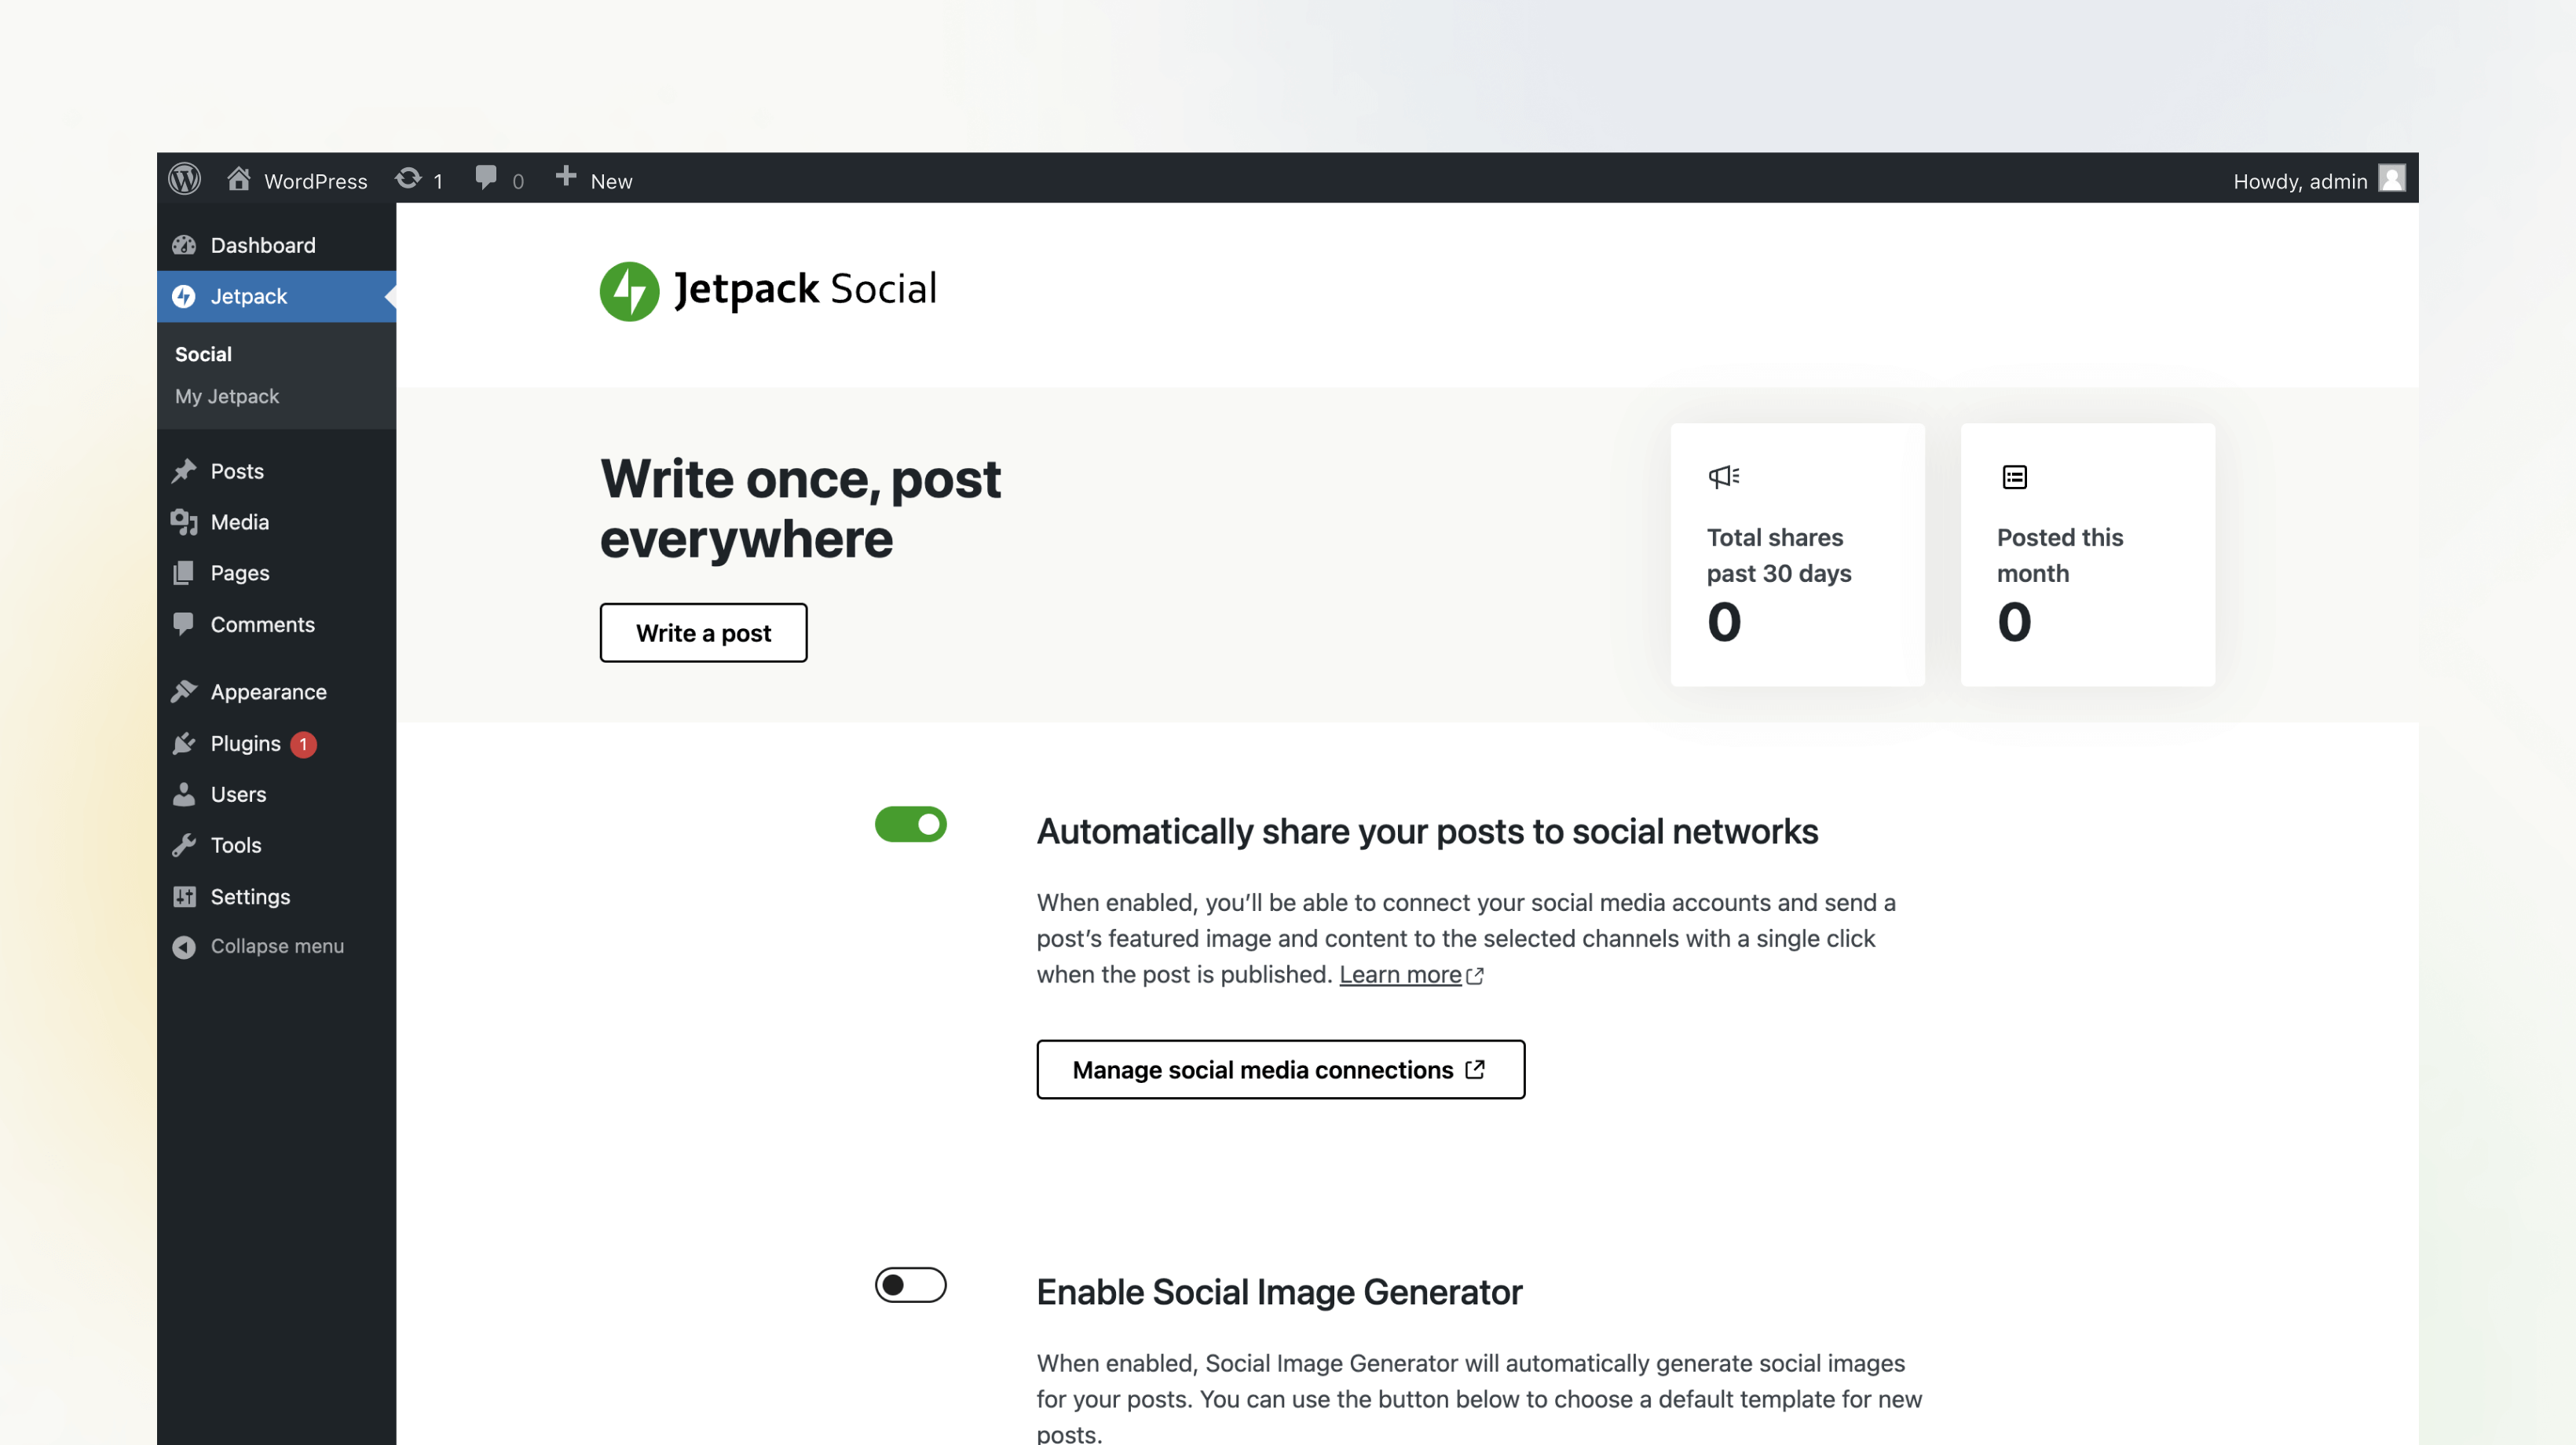 WordPress 1 0 New Howdy, admin
Dashboard
Jetpack
Social
My Jetpack
Posts
Media
Pages
Comments
Appearance
Plugins 1
Users
Tools
Settings
Collapse menu
Jetpack Social
Write once, post
everywhere
Write a post
Total shares
past 30 days
0
Posted this
month
0
Automatically share your posts to social networks
When enabled, you’ll be able to connect your social media accounts and send a
post’s featured image and content to the selected channels with a single click
when the post is published. Learn more
Manage social media connections
Enable Social Image Generator
When enabled, Social Image Generator will automatically generate social images
for your posts. You can use the button below to choose a default template for new
posts.